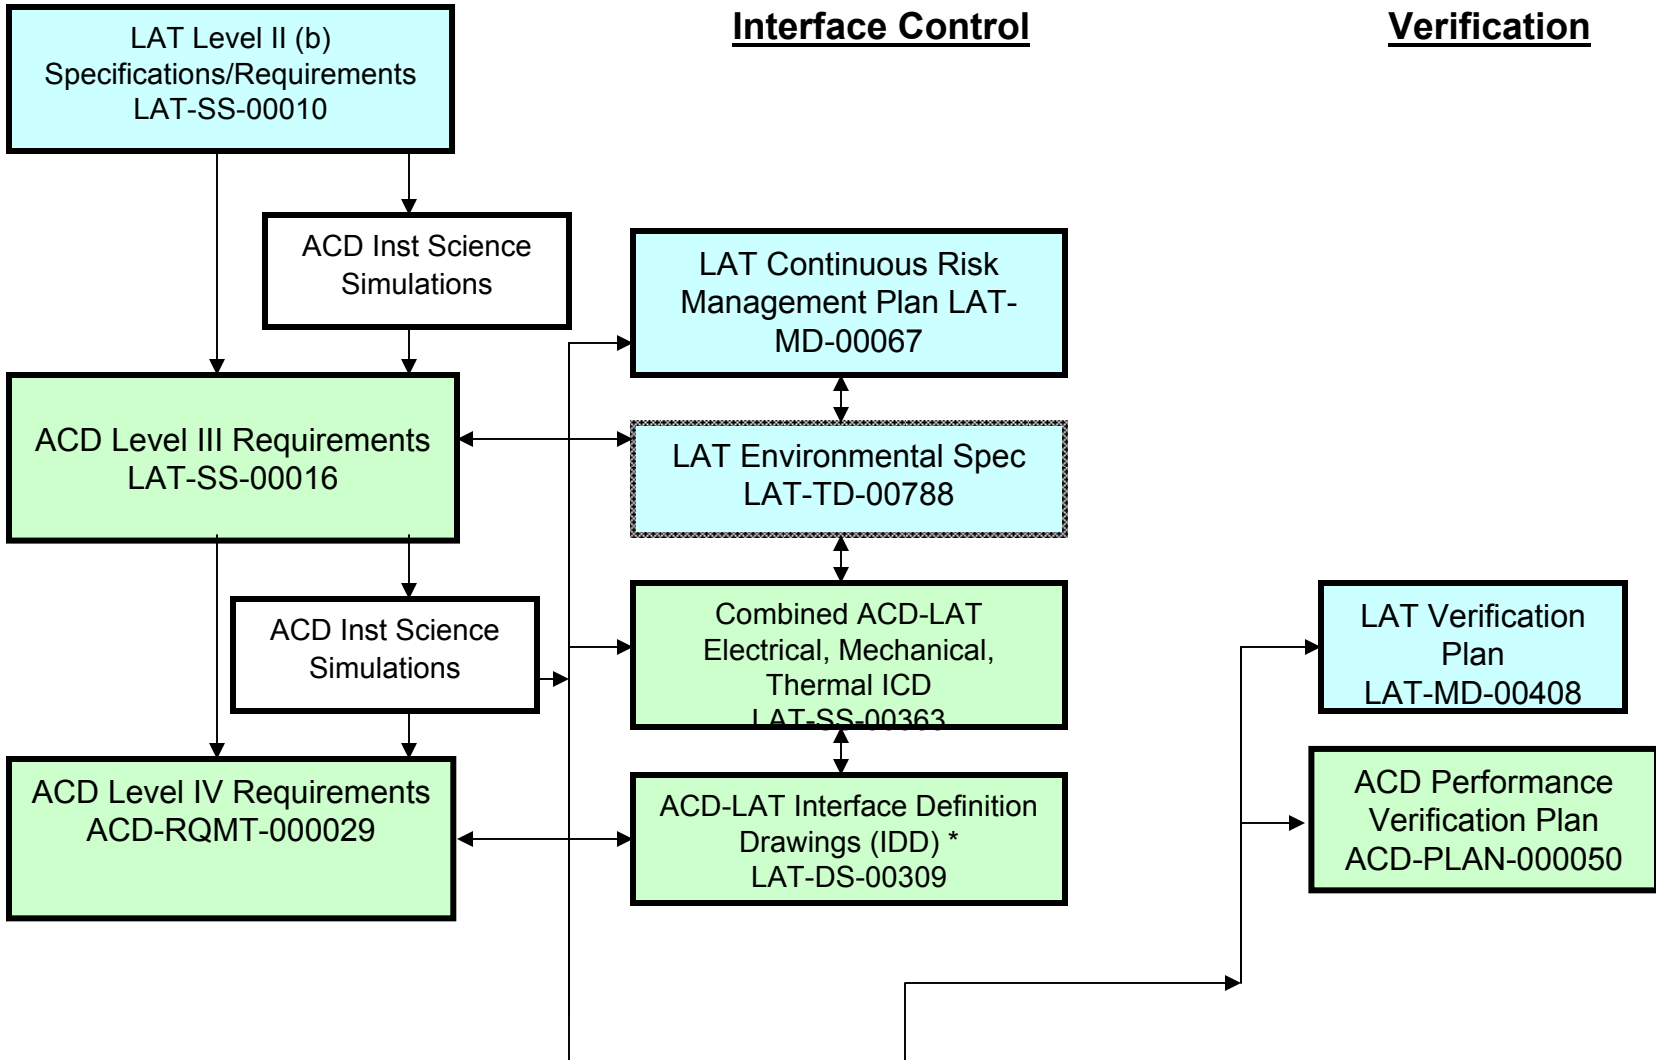 Interface Control
Verification
LAT Level II (b)
Specifications/Requirements
LAT-SS-00010
ACD Inst Science
Simulations
ACD Level III Requirements
LAT-SS-00016
ACD Inst Science
Simulations
ACD Level IV Requirements
ACD-RQMT-000029
LAT Continuous Risk
Management Plan LAT-
MD-00067
LAT Environmental Spec
LAT-TD-00788
Combined ACD-LAT
Electrical, Mechanical,
Thermal ICD
LAT-SS-00363
ACD-LAT Interface Definition
Drawings (IDD) *
LAT-DS-00309
LAT Verification
Plan
LAT-MD-00408
ACD Performance
Verification Plan
ACD-PLAN-000050